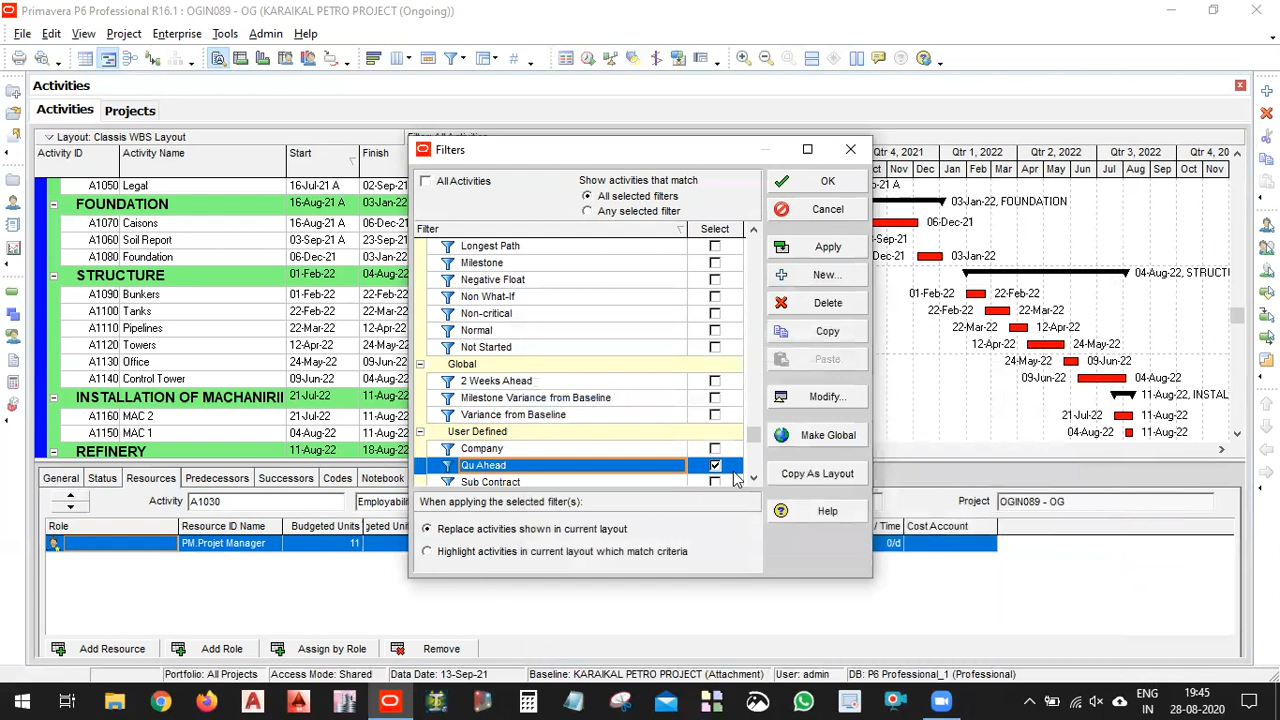 Primavera P6 Professional R16.1 : OGIN089 - OG (KARAIKAL PETRO PROJECT (Ongoing))
File Edit View Project Enterprise Tools Admin Help
Activities
Activities Projects
Layout: Classis WBS Layout Filter: All Activities
Activity ID Activity Name Start Finish Qtr 4, 2021 Qtr 1, 2022 Qtr 2, 2022 Qtr 3, 2022 Qtr 4, 20
Oct Nov Dec Jan Feb Mar Apr May Jun Jul Aug Sep Oct Nov
A1050 Legal 16-Jul-21 A 02-Sep-21
FOUNDATION 16-Aug-21 A 03-Jan-22 03-Jan-22, FOUNDATION
A1070 Caisons 16-Aug-21 A 06-Dec-21 06-Dec-21
A1060 Soil Report 03-Sep-21 A 23-Sep-21
A1080 Foundation 06-Dec-21 03-Jan-22 03-Jan-22
STRUCTURE 01-Feb-22 04-Aug-22 04-Aug-22, STRUCTI
A1090 Bunkers 01-Feb-22 22-Feb-22 01-Feb-22 22-Feb-22
A1100 Tanks 22-Feb-22 22-Mar-22 22-Feb-22 22-Mar-22
A1110 Pipelines 22-Mar-22 12-Apr-22 22-Mar-22 12-Apr-22
A1120 Towers 12-Apr-22 24-May-22 12-Apr-22 24-May-22
A1130 Office 24-May-22 09-Jun-22 24-May-22 09-Jun-22
A1140 Control Tower 09-Jun-22 04-Aug-22 09-Jun-22 04-Aug-22
INSTALLATION OF MACHANIRII 21-Jul-22 11-Aug-22 11-Aug-22, INSTAL
A1160 MAC 2 21-Jul-22 11-Aug-22 21-Jul-22 11-Aug-22
A1150 MAC 1 04-Aug-22 11-Aug-22 04-Aug-22 11-Aug-22
REFINERY 11-Aug-22 18-Aug-22
Filters
All Activities
Show activities that match
All selected filters
Any selected filter
Filter Select
Longest Path
Milestone
Negative Float
Non What-If
Non-critical
Normal
Not Started
Global
2 Weeks Ahead
Milestone Variance from Baseline
Variance from Baseline
User Defined
Company
Qu Ahead
Sub Contract
When applying the selected filter(s):
Replace activities shown in current layout
Highlight activities in current layout which match criteria
OK
Cancel
Apply
New...
Delete
Copy
Paste
Modify...
Make Global
Copy As Layout
Help
General Status Resources Predecessors Successors Codes Notebook
Activity A1030 Employabili Project OGIN089 - OG
Role Resource ID Name Budgeted Units geted Units / Time Cost Account
PM.Projet Manager 11 0/d
Add Resource Add Role Assign by Role Remove
Portfolio: All Projects Access Mode: Shared Data Date: 13-Sep-21 Baseline: KARAIKAL PETRO PROJECT (Attachment) User: admin DB: P6 Professional_1 (Professional)
ENG
IN
19:45
28-08-2020